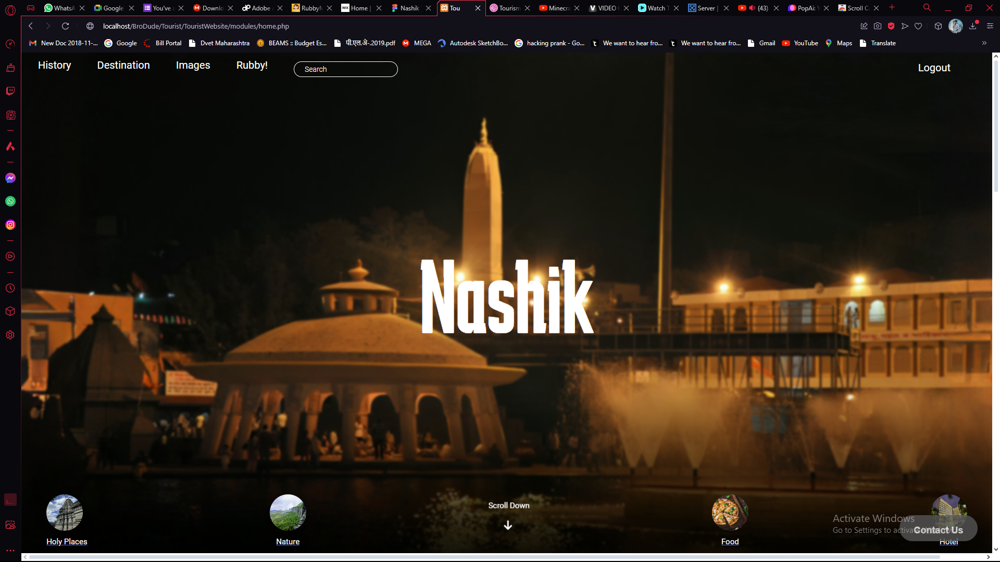 WhatsA
Google
You've a
Downlo
Adobe A
RubbyM
WIX Home |
Nashik
Tou
Tourism
Minecra
VIDEO
Watch T
Server |
(43)
PopAi: Y
Scroll C
localhost/BroDude/Tourist/TouristWebsite/modules/home.php
New Doc 2018-11-...
Google
Bill Portal
Dvet Maharashtra
BEAMS :: Budget Es...
पी.एल.अे-.2019.pdf
MEGA
Autodesk SketchBo...
hacking prank - Go...
We want to hear fro...
We want to hear fro...
Gmail
YouTube
Maps
Translate
History
Destination
Images
Rubby!
Search
Logout
Nashik
Scroll Down
Holy Places
Nature
Food
Hotel
Activate Windows
Go to Settings to activa
Contact Us